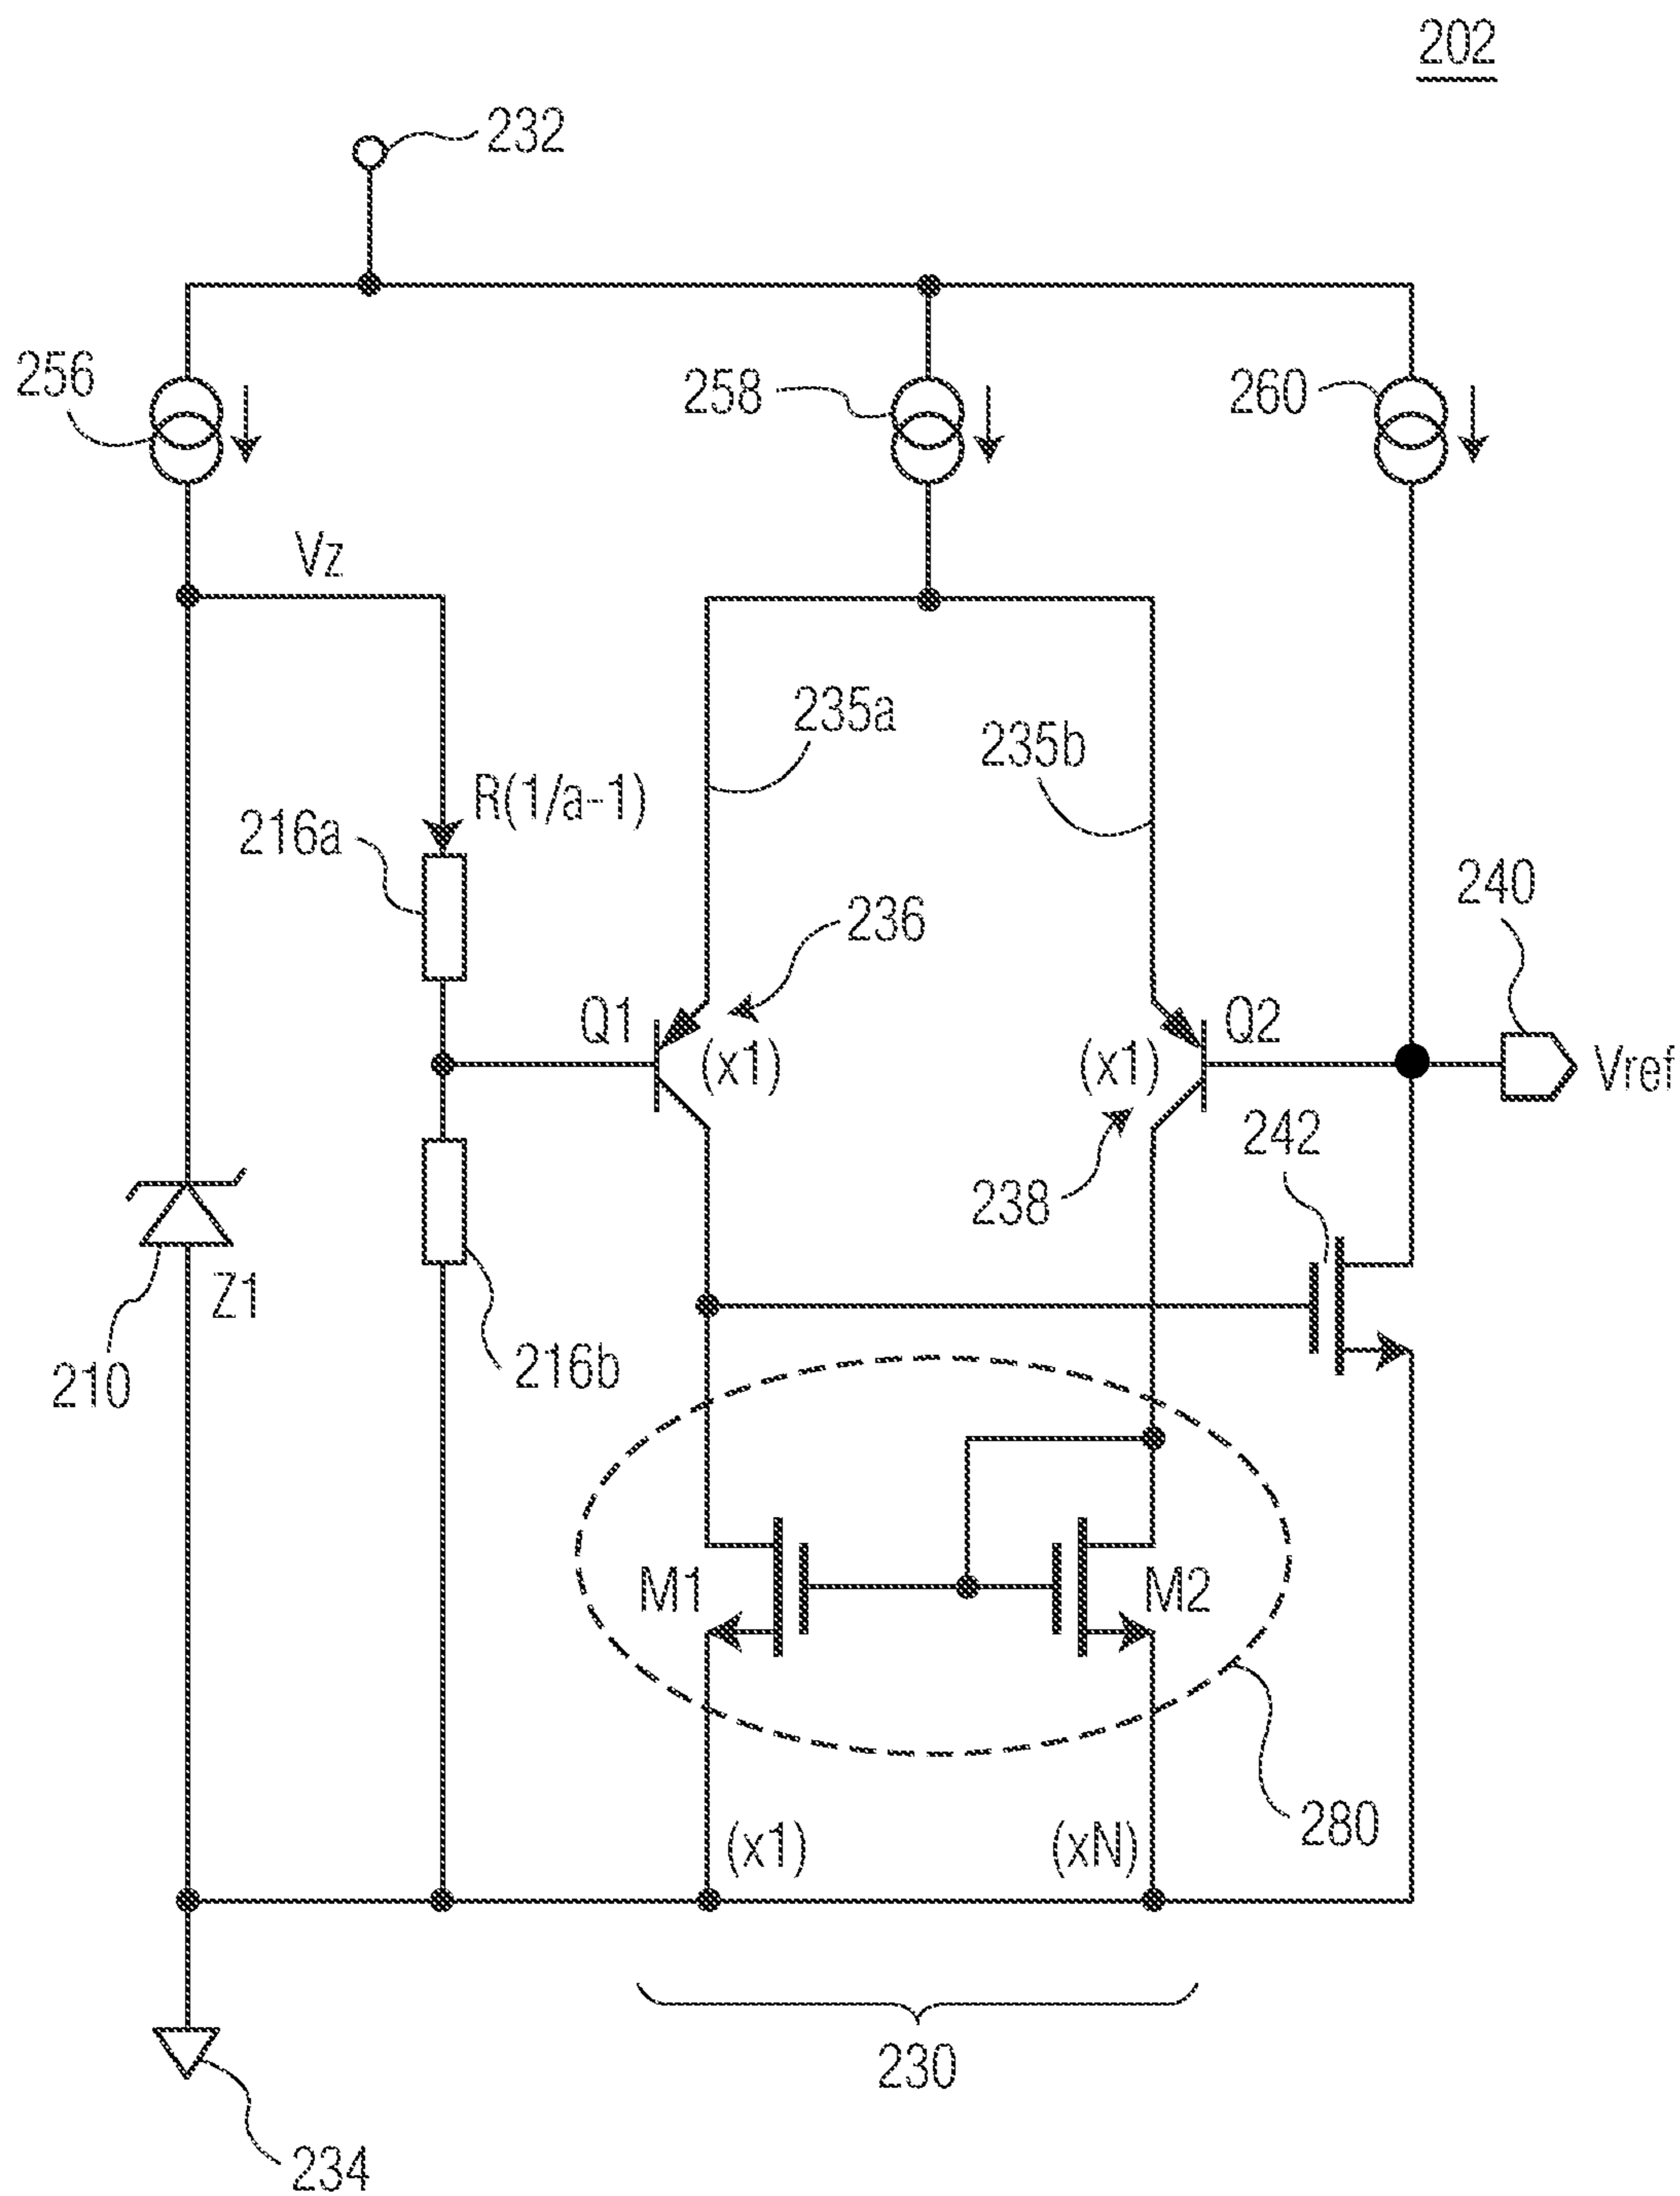 202
232
256
258
260
Vz
235a
235b
R(1/a-1)
216a
240
236
Q1
(x1)
(x1)
Q2
Vref
242
238
Z1
210
216b
M1
M2
280
(x1)
(xN)
230
234